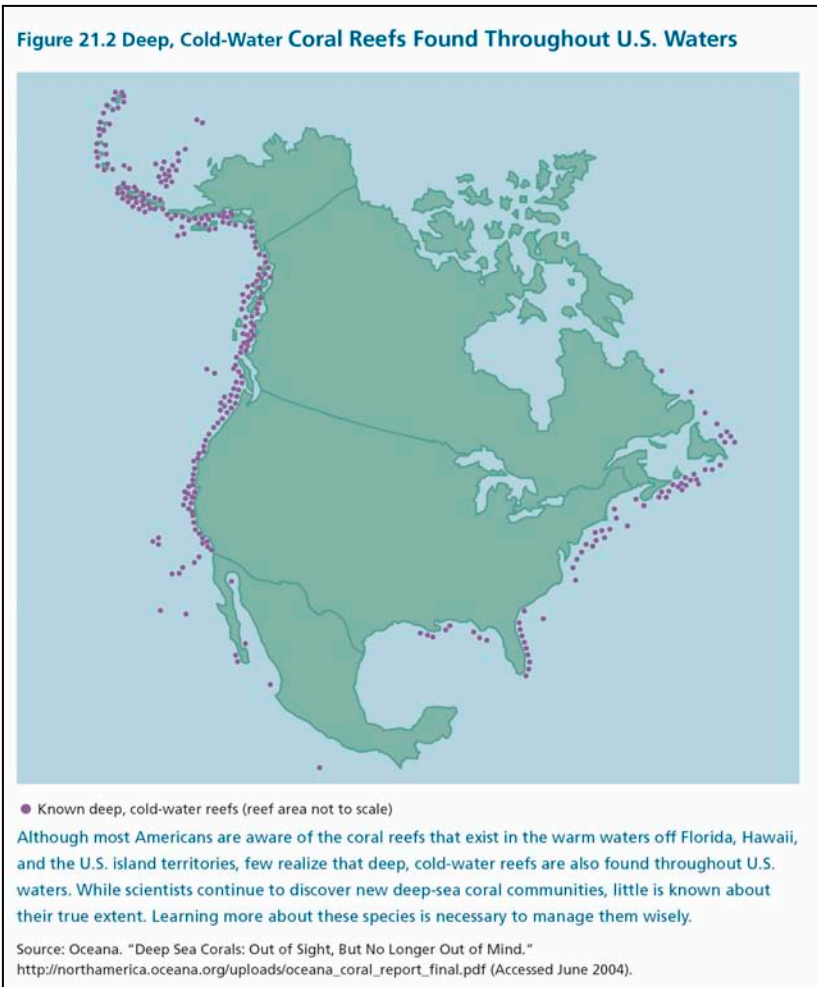 Figure 21.2 Deep, Cold-Water Coral Reefs Found Throughout U.S. Waters
Known deep, cold-water reefs (reef area not to scale)
Although most Americans are aware of the coral reefs that exist in the warm waters off Florida, Hawaii,
and the U.S. island territories, few realize that deep, cold-water reefs are also found throughout U.S.
waters. While scientists continue to discover new deep-sea coral communities, little is known about
their true extent. Learning more about these species is necessary to manage them wisely.
Source: Oceana. “Deep Sea Corals: Out of Sight, But No Longer Out of Mind.”
http://northamerica.oceana.org/uploads/oceana_coral_report_final.pdf (Accessed June 2004).